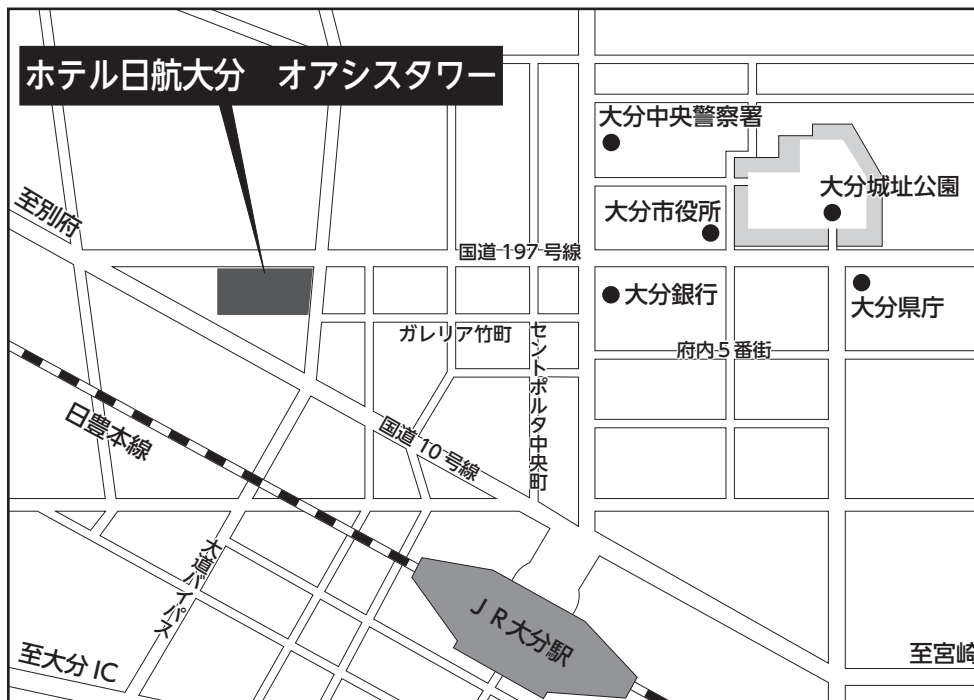 ホテル日航大分　オアシスタワー
大分中央警察署
大分城址公園
至別府
大分市役所
国道197号線
大分銀行
大分県庁
ガレリア竹町
セントポルタ中央町
府内5番街
日豊本線
国道10号線
大道バイパス
JR大分駅
至大分IC
至宮崎